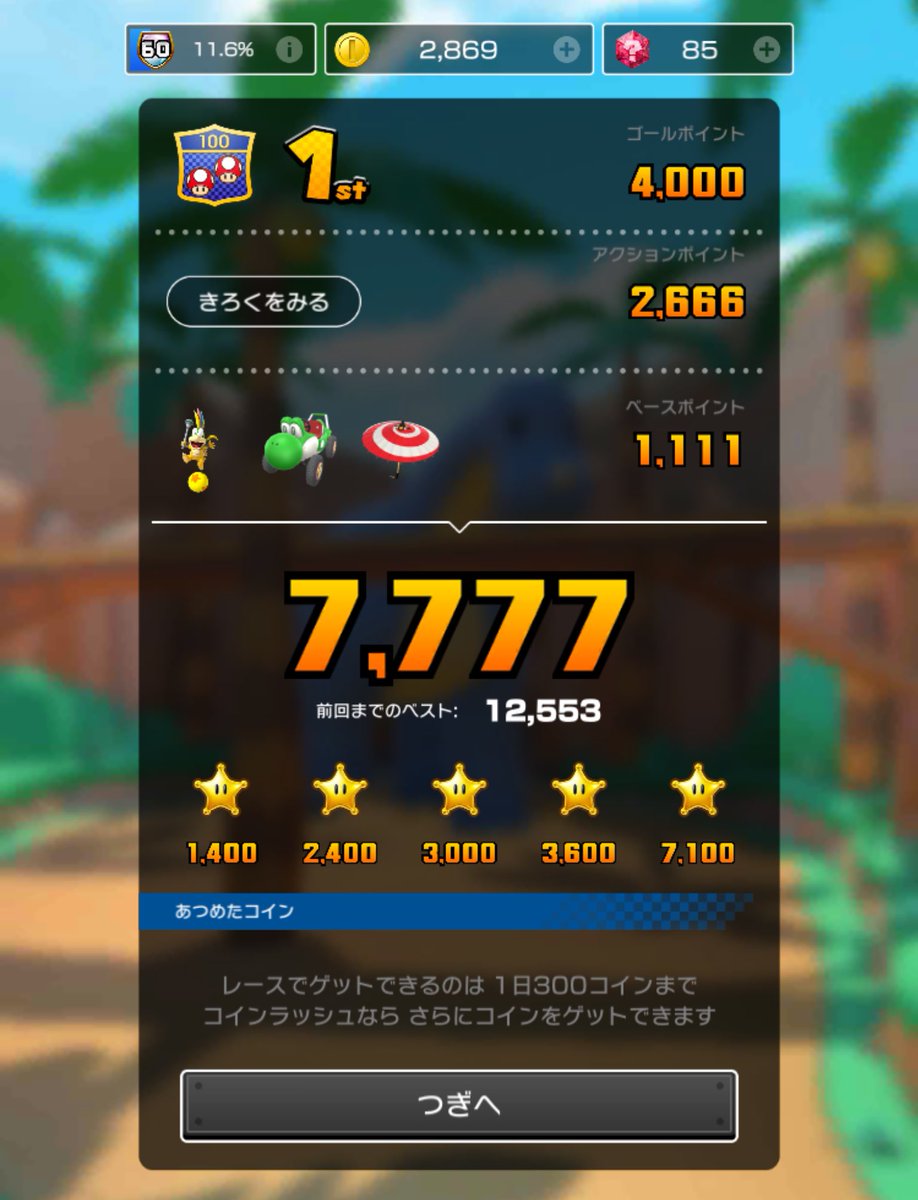 60 11.6% i 2,869 + 85 +
100 1st ゴールポイント
4,000
アクションポイント
きろくをみる 2,666
ベースポイント
1,111
7,777
前回までのベスト: 12,553
1,400 2,400 3,000 3,600 7,100
あつめたコイン
レースでゲットできるのは 1日300コインまで
コインラッシュなら さらにコインをゲットできます
つぎへ